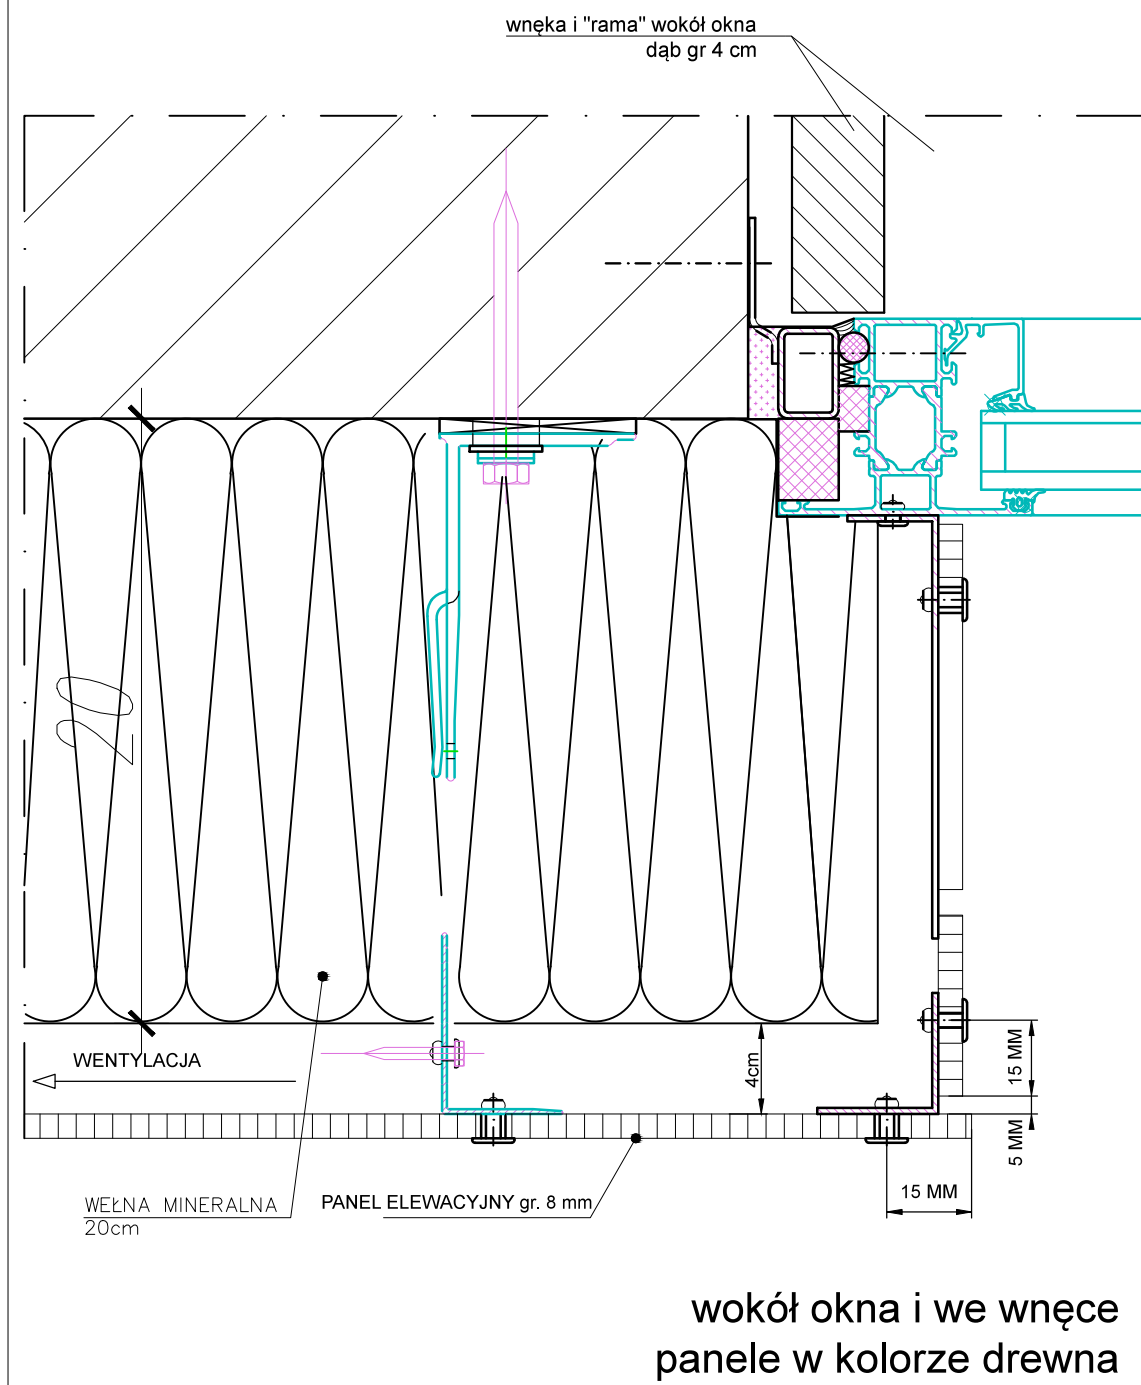 wnęka i "rama" wokół okna
dąb gr 4 cm
20
WENTYLACJA
4cm
15 MM
5 MM
WEŁNA MINERALNA
20cm
PANEL ELEWACYJNY gr. 8 mm
15 MM
wokół okna i we wnęce
panele w kolorze drewna